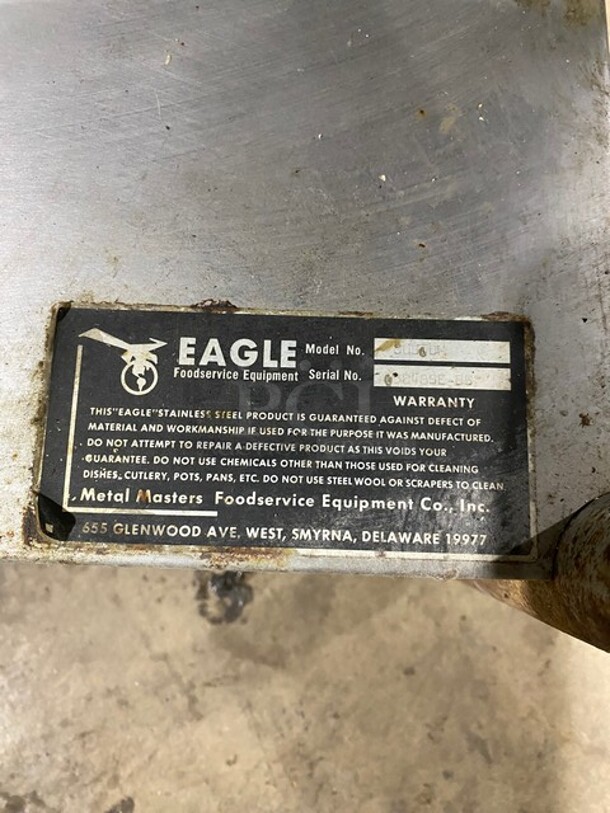 EAGLE
Foodservice Equipment
Model No.
Serial No.
WARRANTY
THIS "EAGLE" STAINLESS STEEL PRODUCT IS GUARANTEED AGAINST DEFECT OF
MATERIAL AND WORKMANSHIP IF USED FOR THE PURPOSE IT WAS MANUFACTURED.
DO NOT ATTEMPT TO REPAIR A DEFECTIVE PRODUCT AS THIS VOIDS YOUR
GUARANTEE. DO NOT USE CHEMICALS OTHER THAN THOSE USED FOR CLEANING
DISHES, CUTLERY, POTS, PANS, ETC. DO NOT USE STEEL WOOL OR SCRAPERS TO CLEAN
Metal Masters Foodservice Equipment Co., Inc.
655 GLENWOOD AVE. WEST, SMYRNA, DELAWARE 19977